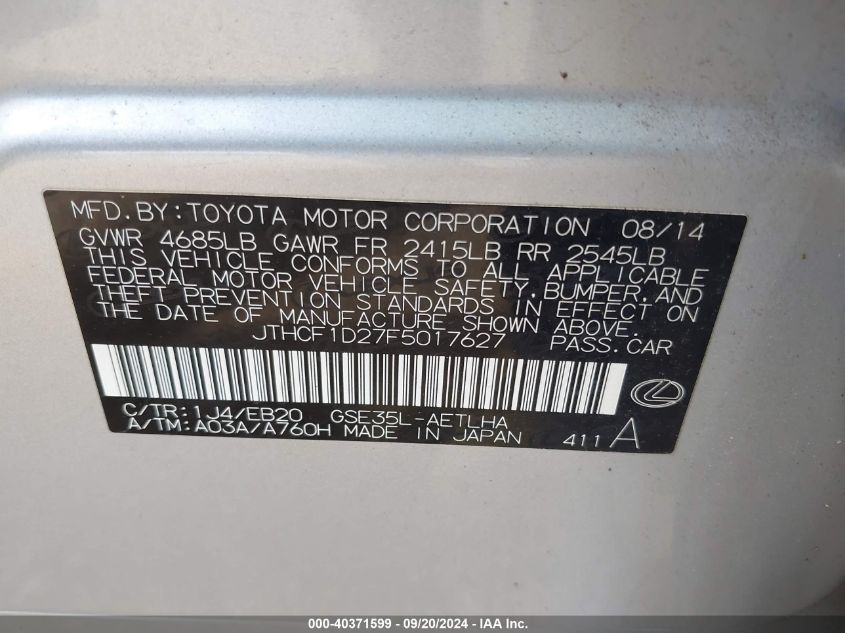 MFD.BY:TOYOTA MOTOR CORPORATION 08/14
GVWR 4685LB GAWR FR 2415LB RR 2545LB
THIS VEHICLE CONFORMS TO ALL APPLICABLE
FEDERAL MOTOR VEHICLE SAFETY,BUMPER,AND
THEFT PREVENTION STANDARDS IN EFFECT ON
THE DATE OF MANUFACTURE SHOWN ABOVE.
JTHCF1D27F5017627 PASS.CAR
C/TR:1J4/EB20 GSE35L-AETLHA
A/TM:A03A/A760H MADE IN JAPAN 411A
000-40371599 - 09/20/2024 - IAA Inc.